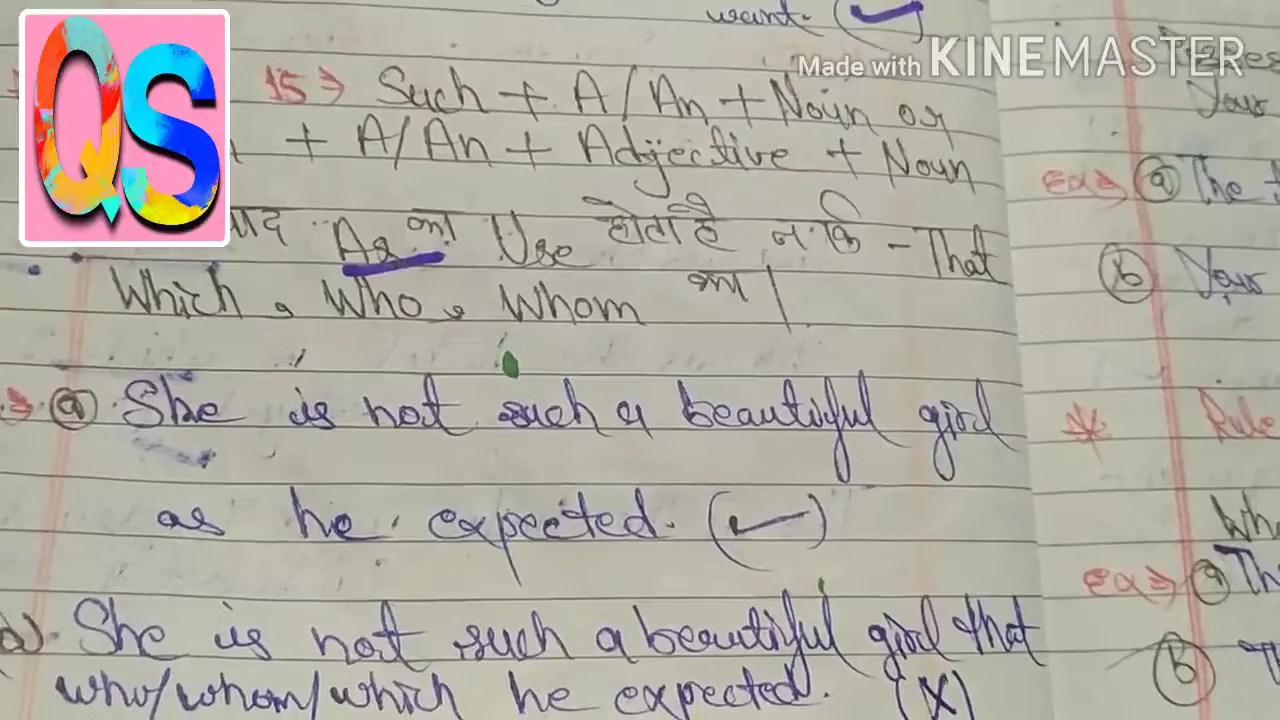 want. (✓)
QS
Made with KINEMASTER
15 → Such + A/An + Noun or
+ A/An + Adjective + Noun
बाद As का Use होता है न कि - That
Which, Who, Whom का।
ⓐ She is not such a beautiful girl
as he expected. (✓)
She is not such a beautiful girl that
who/whom/which he expected. (X)
Your
ex → ⓐ The
ⓑ Your
* Rule
ex → ⓐ
ⓑ